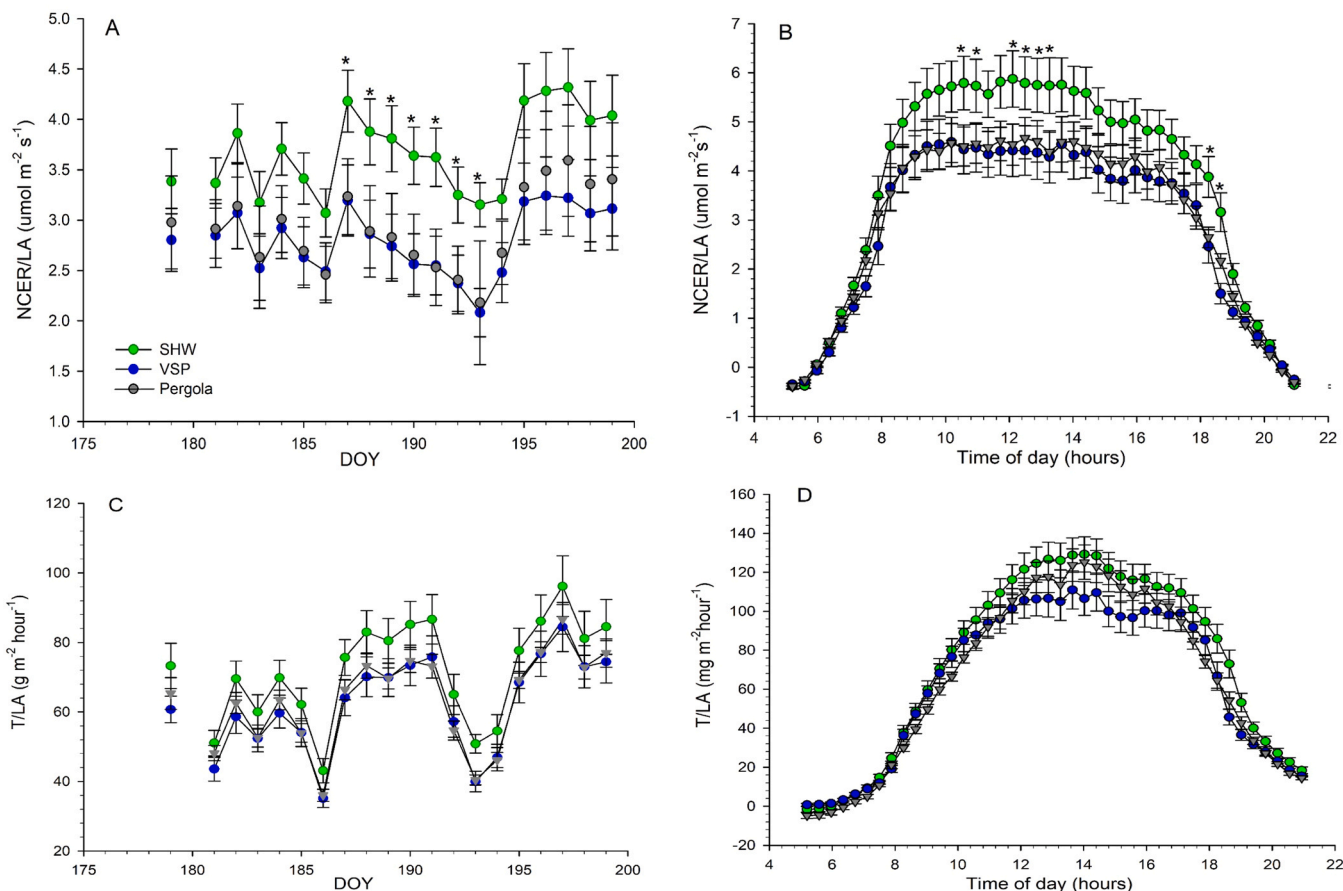 A
NCER/LA (umol m⁻² s⁻¹)
5.0
4.5
4.0
3.5
3.0
2.5
2.0
1.5
1.0
* * * * * * *
SHW
VSP
Pergola
175 180 185 190 195 200
DOY
B
NCER/LA (umol m⁻²s⁻¹)
7
6
5
4
3
2
1
0
-1
* * * * * * * *
4 6 8 10 12 14 16 18 20 22
Time of day (hours)
C
T/LA (g m⁻² hour⁻¹)
120
100
80
60
40
20
175 180 185 190 195 200
DOY
D
T/LA (mg m⁻²hour⁻¹)
160
140
120
100
80
60
40
20
0
-20
4 6 8 10 12 14 16 18 20 22
Time of day (hours)